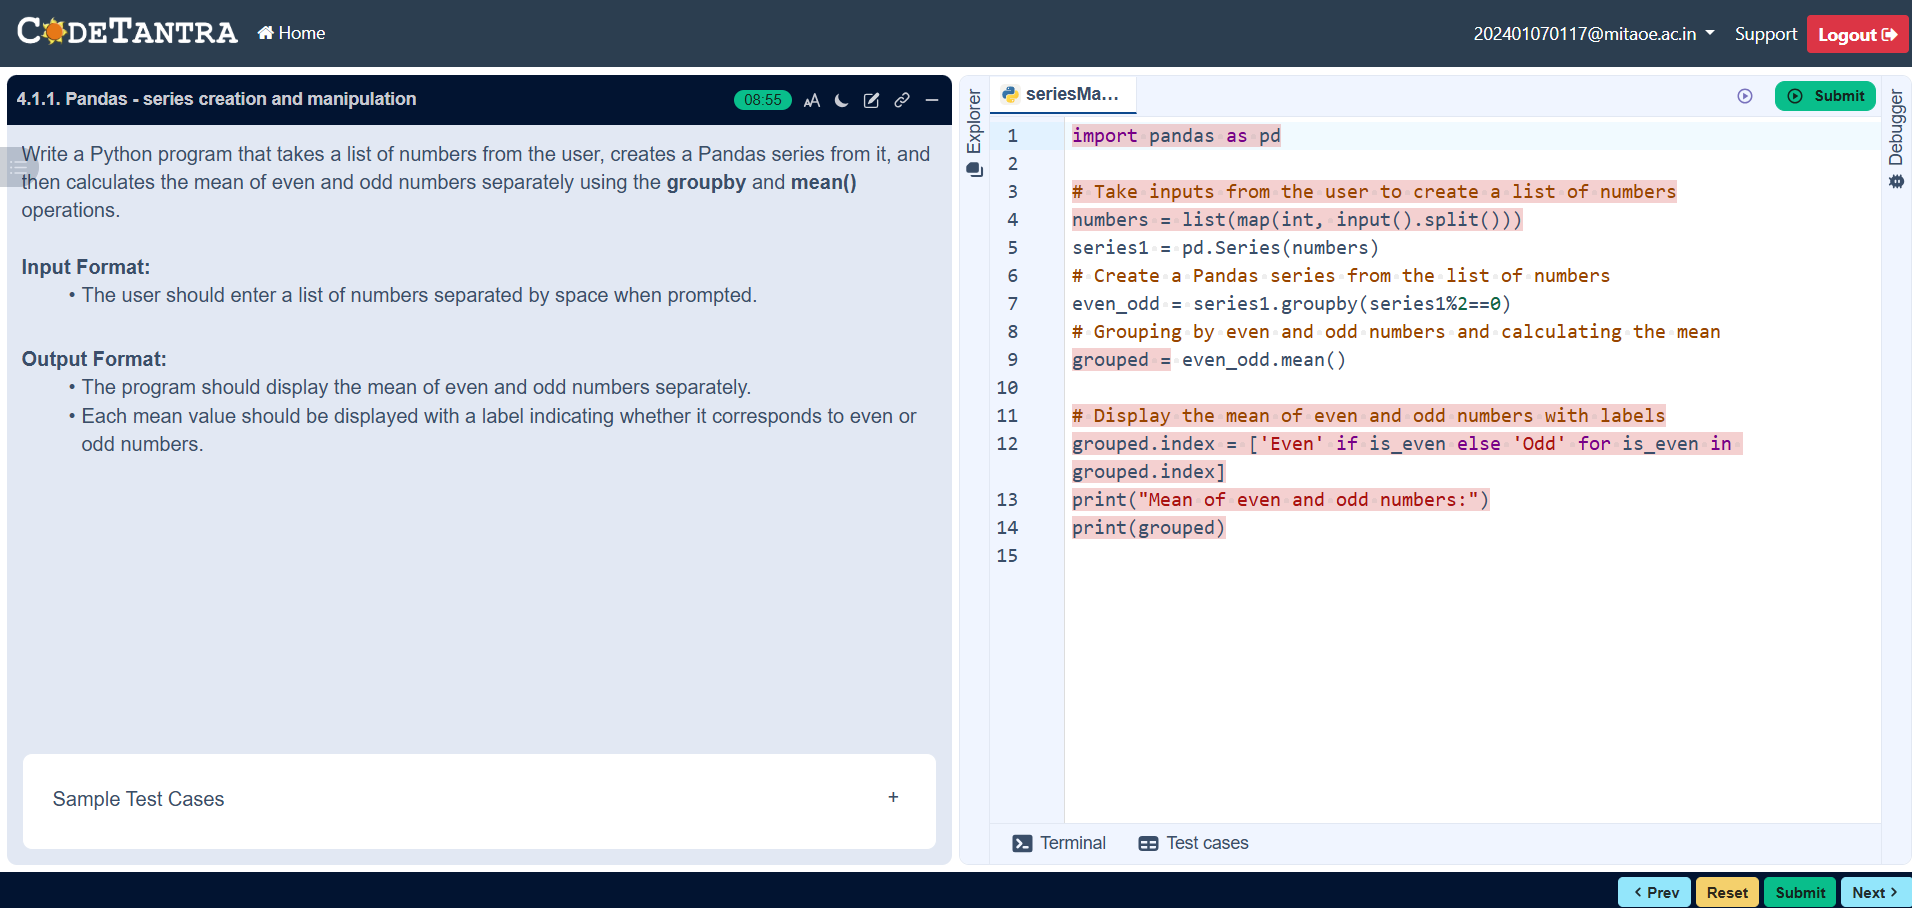 CODETANTRA
Home
202401070117@mitaoe.ac.in
Support
Logout
4.1.1. Pandas - series creation and manipulation
08:55
AA
Write a Python program that takes a list of numbers from the user, creates a Pandas series from it, and
then calculates the mean of even and odd numbers separately using the groupby and mean()
operations.
Input Format:
• The user should enter a list of numbers separated by space when prompted.
Output Format:
• The program should display the mean of even and odd numbers separately.
• Each mean value should be displayed with a label indicating whether it corresponds to even or
odd numbers.
Sample Test Cases
+
Explorer
seriesMa...
Submit
Debugger
1 import pandas as pd
2
3 # Take inputs from the user to create a list of numbers
4 numbers = list(map(int, input().split()))
5 series1 = pd.Series(numbers)
6 # Create a Pandas series from the list of numbers
7 even_odd = series1.groupby(series1%2==0)
8 # Grouping by even and odd numbers and calculating the mean
9 grouped = even_odd.mean()
10
11 # Display the mean of even and odd numbers with labels
12 grouped.index = ['Even' if is_even else 'Odd' for is_even in
grouped.index]
13 print("Mean of even and odd numbers:")
14 print(grouped)
15
Terminal
Test cases
< Prev
Reset
Submit
Next >